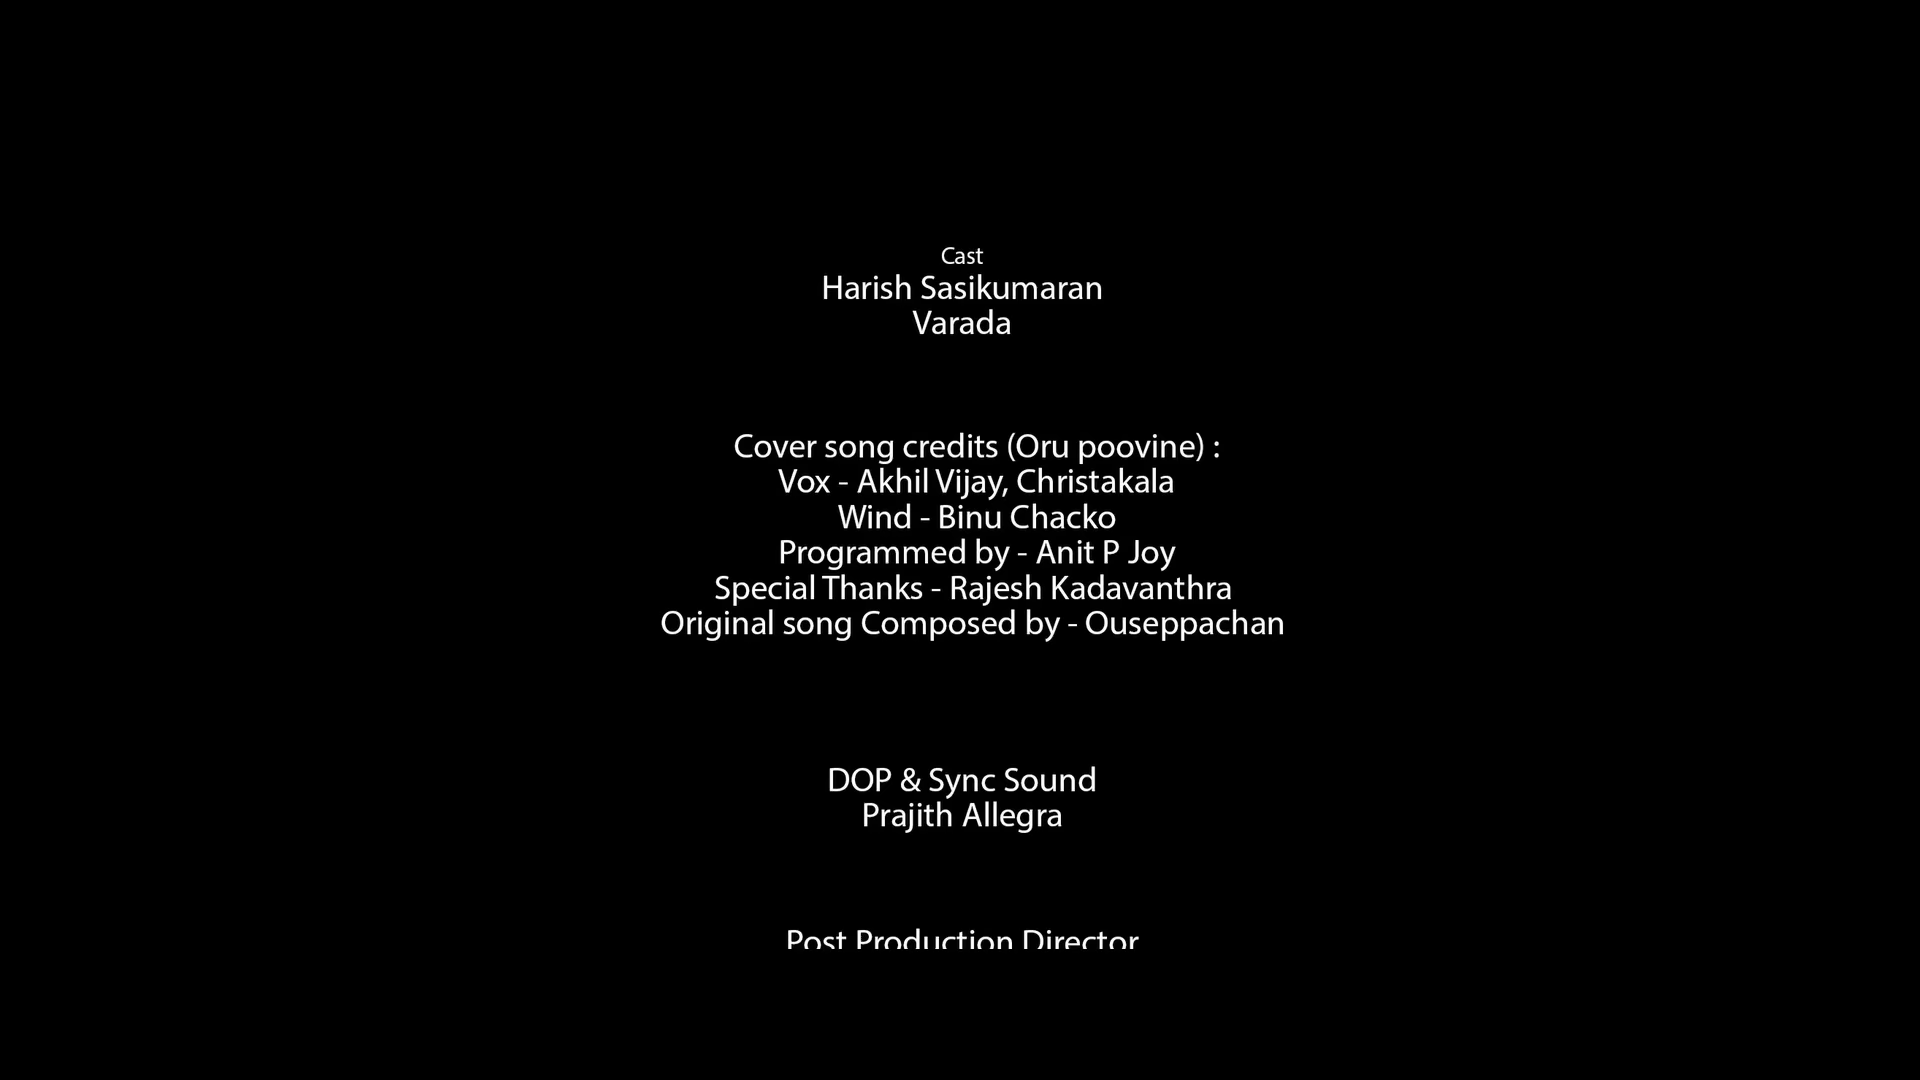 Cast
Harish Sasikumaran
Varada
Cover song credits (Oru poovine) :
Vox - Akhil Vijay, Christakala
Wind - Binu Chacko
Programmed by - Anit P Joy
Special Thanks - Rajesh Kadavanthra
Original song Composed by - Ouseppachan
DOP & Sync Sound
Prajith Allegra
Post Production Director